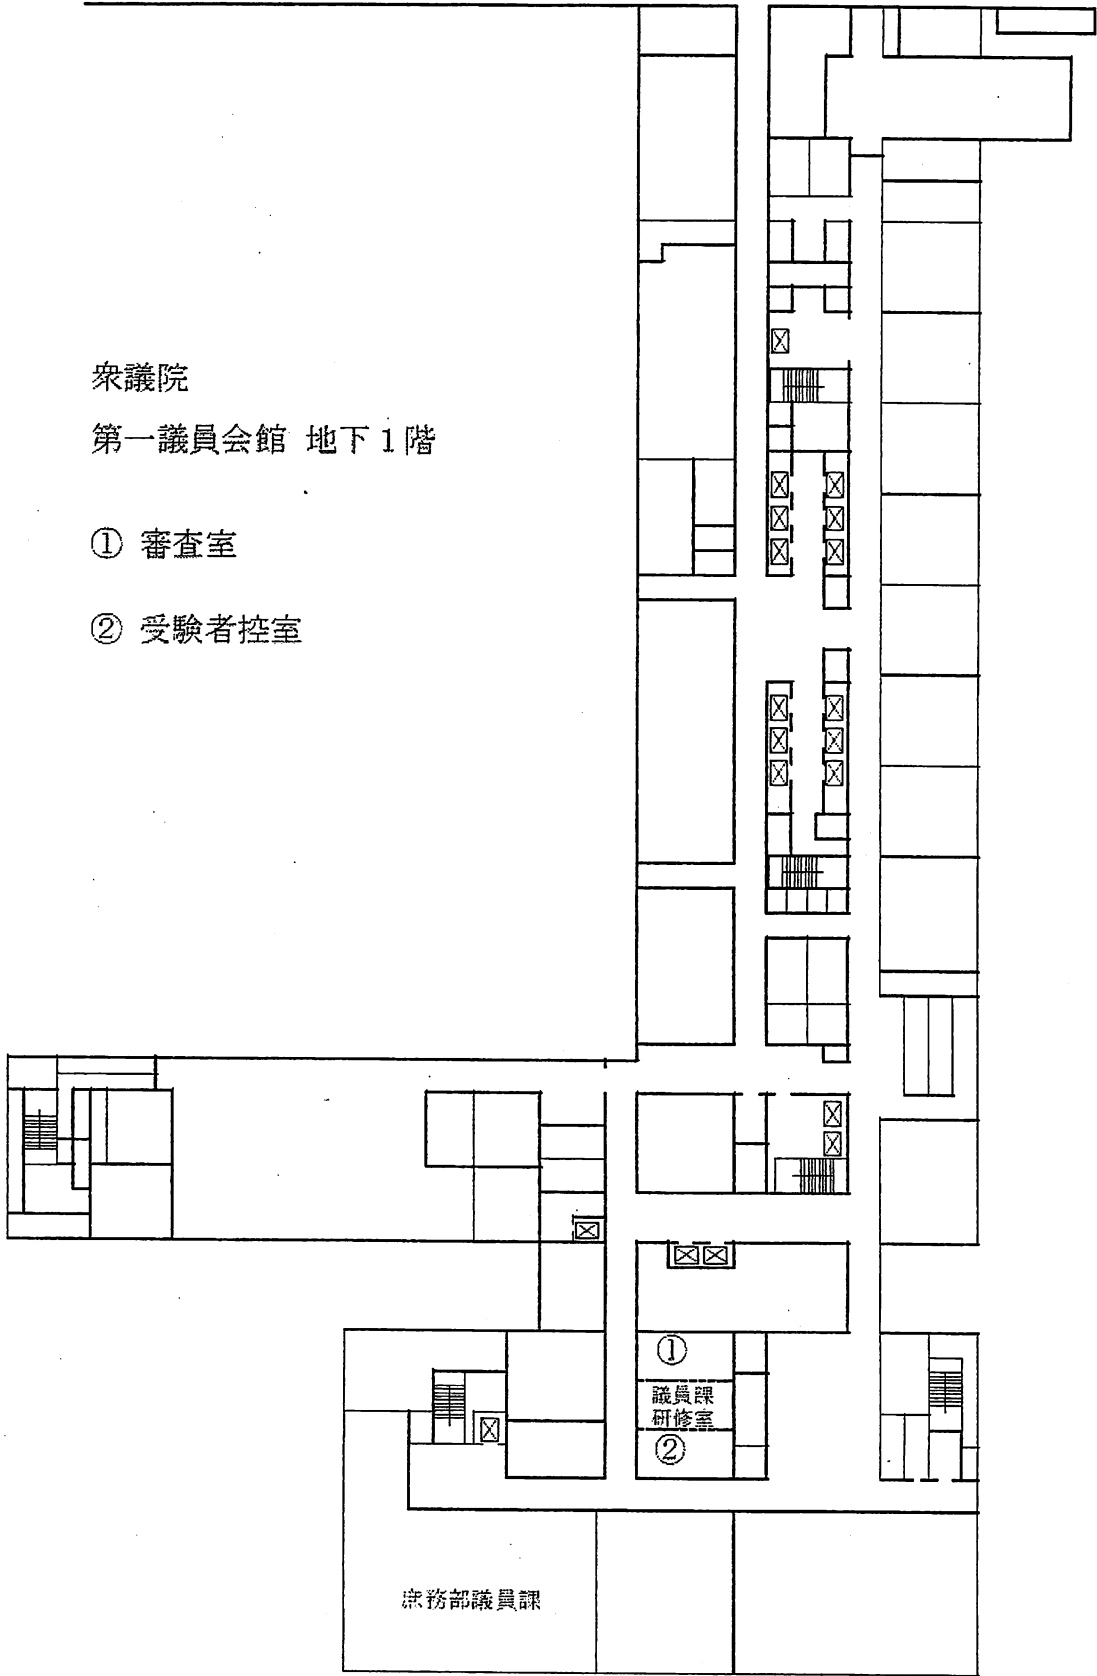 衆議院
第一議員会館 地下1階
① 審査室
② 受験者控室
①
議員課
研修室
②
庶務部議員課